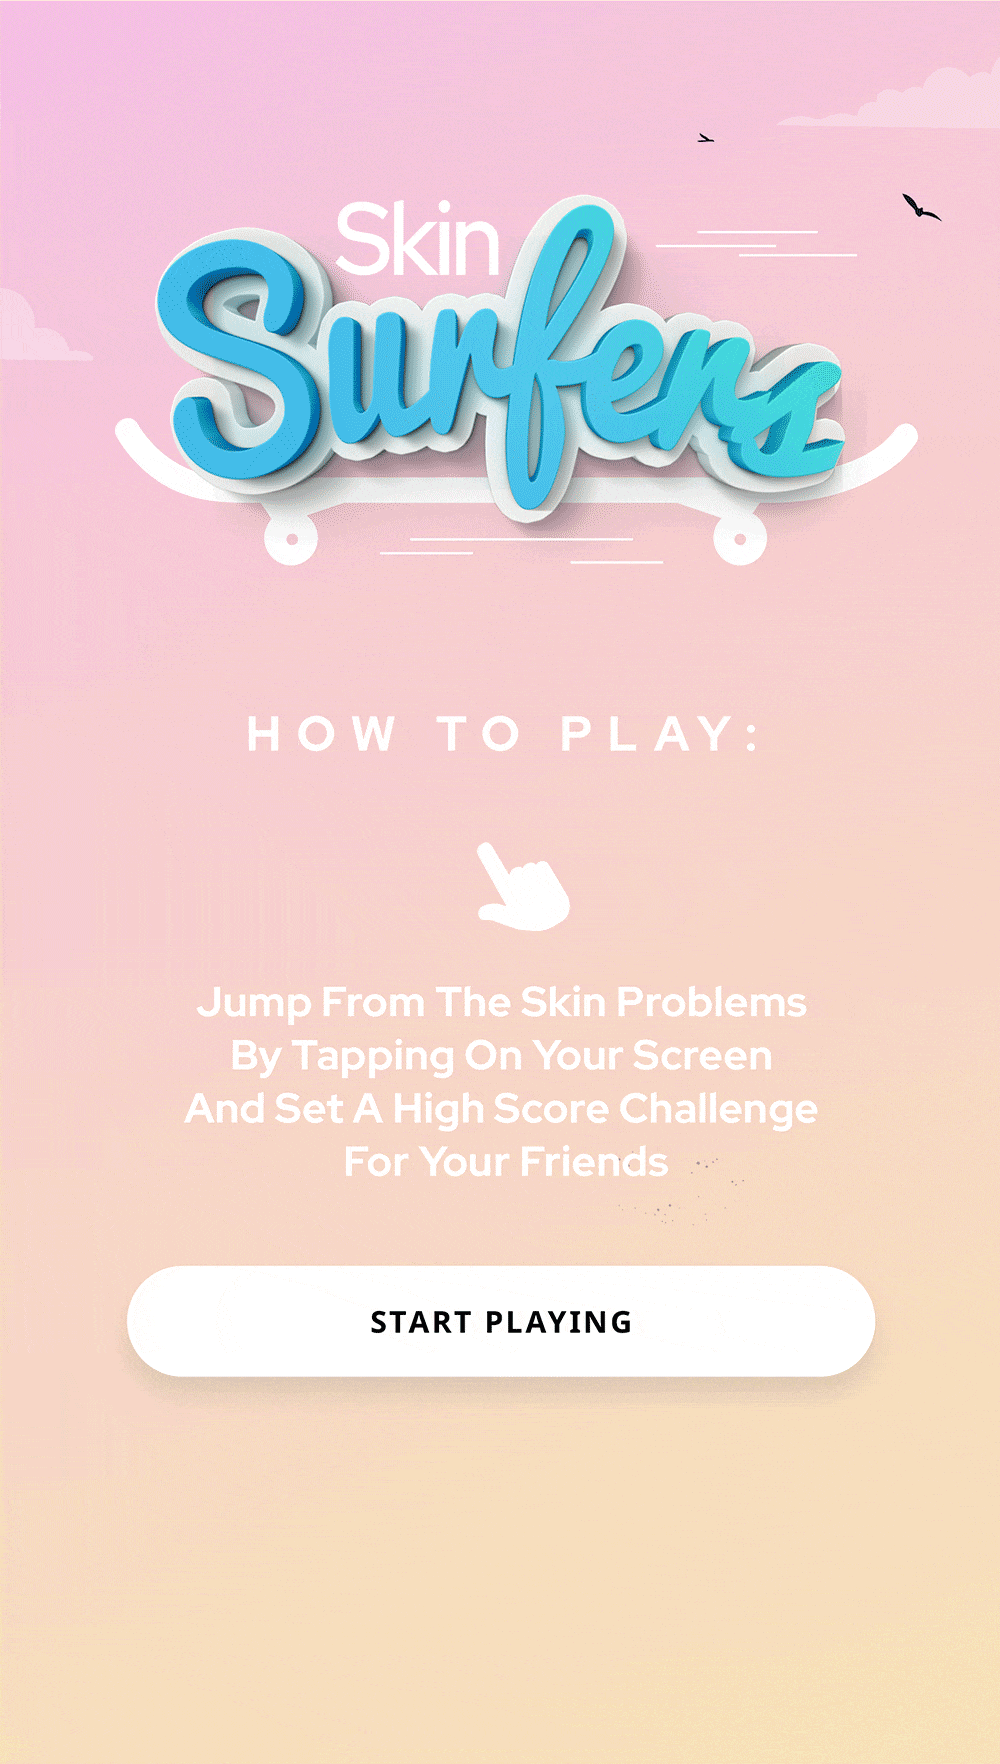 Skin
Surfers
HOW TO PLAY:
Jump From The Skin Problems
By Tapping On Your Screen
And Set A High Score Challenge
For Your Friends
START PLAYING